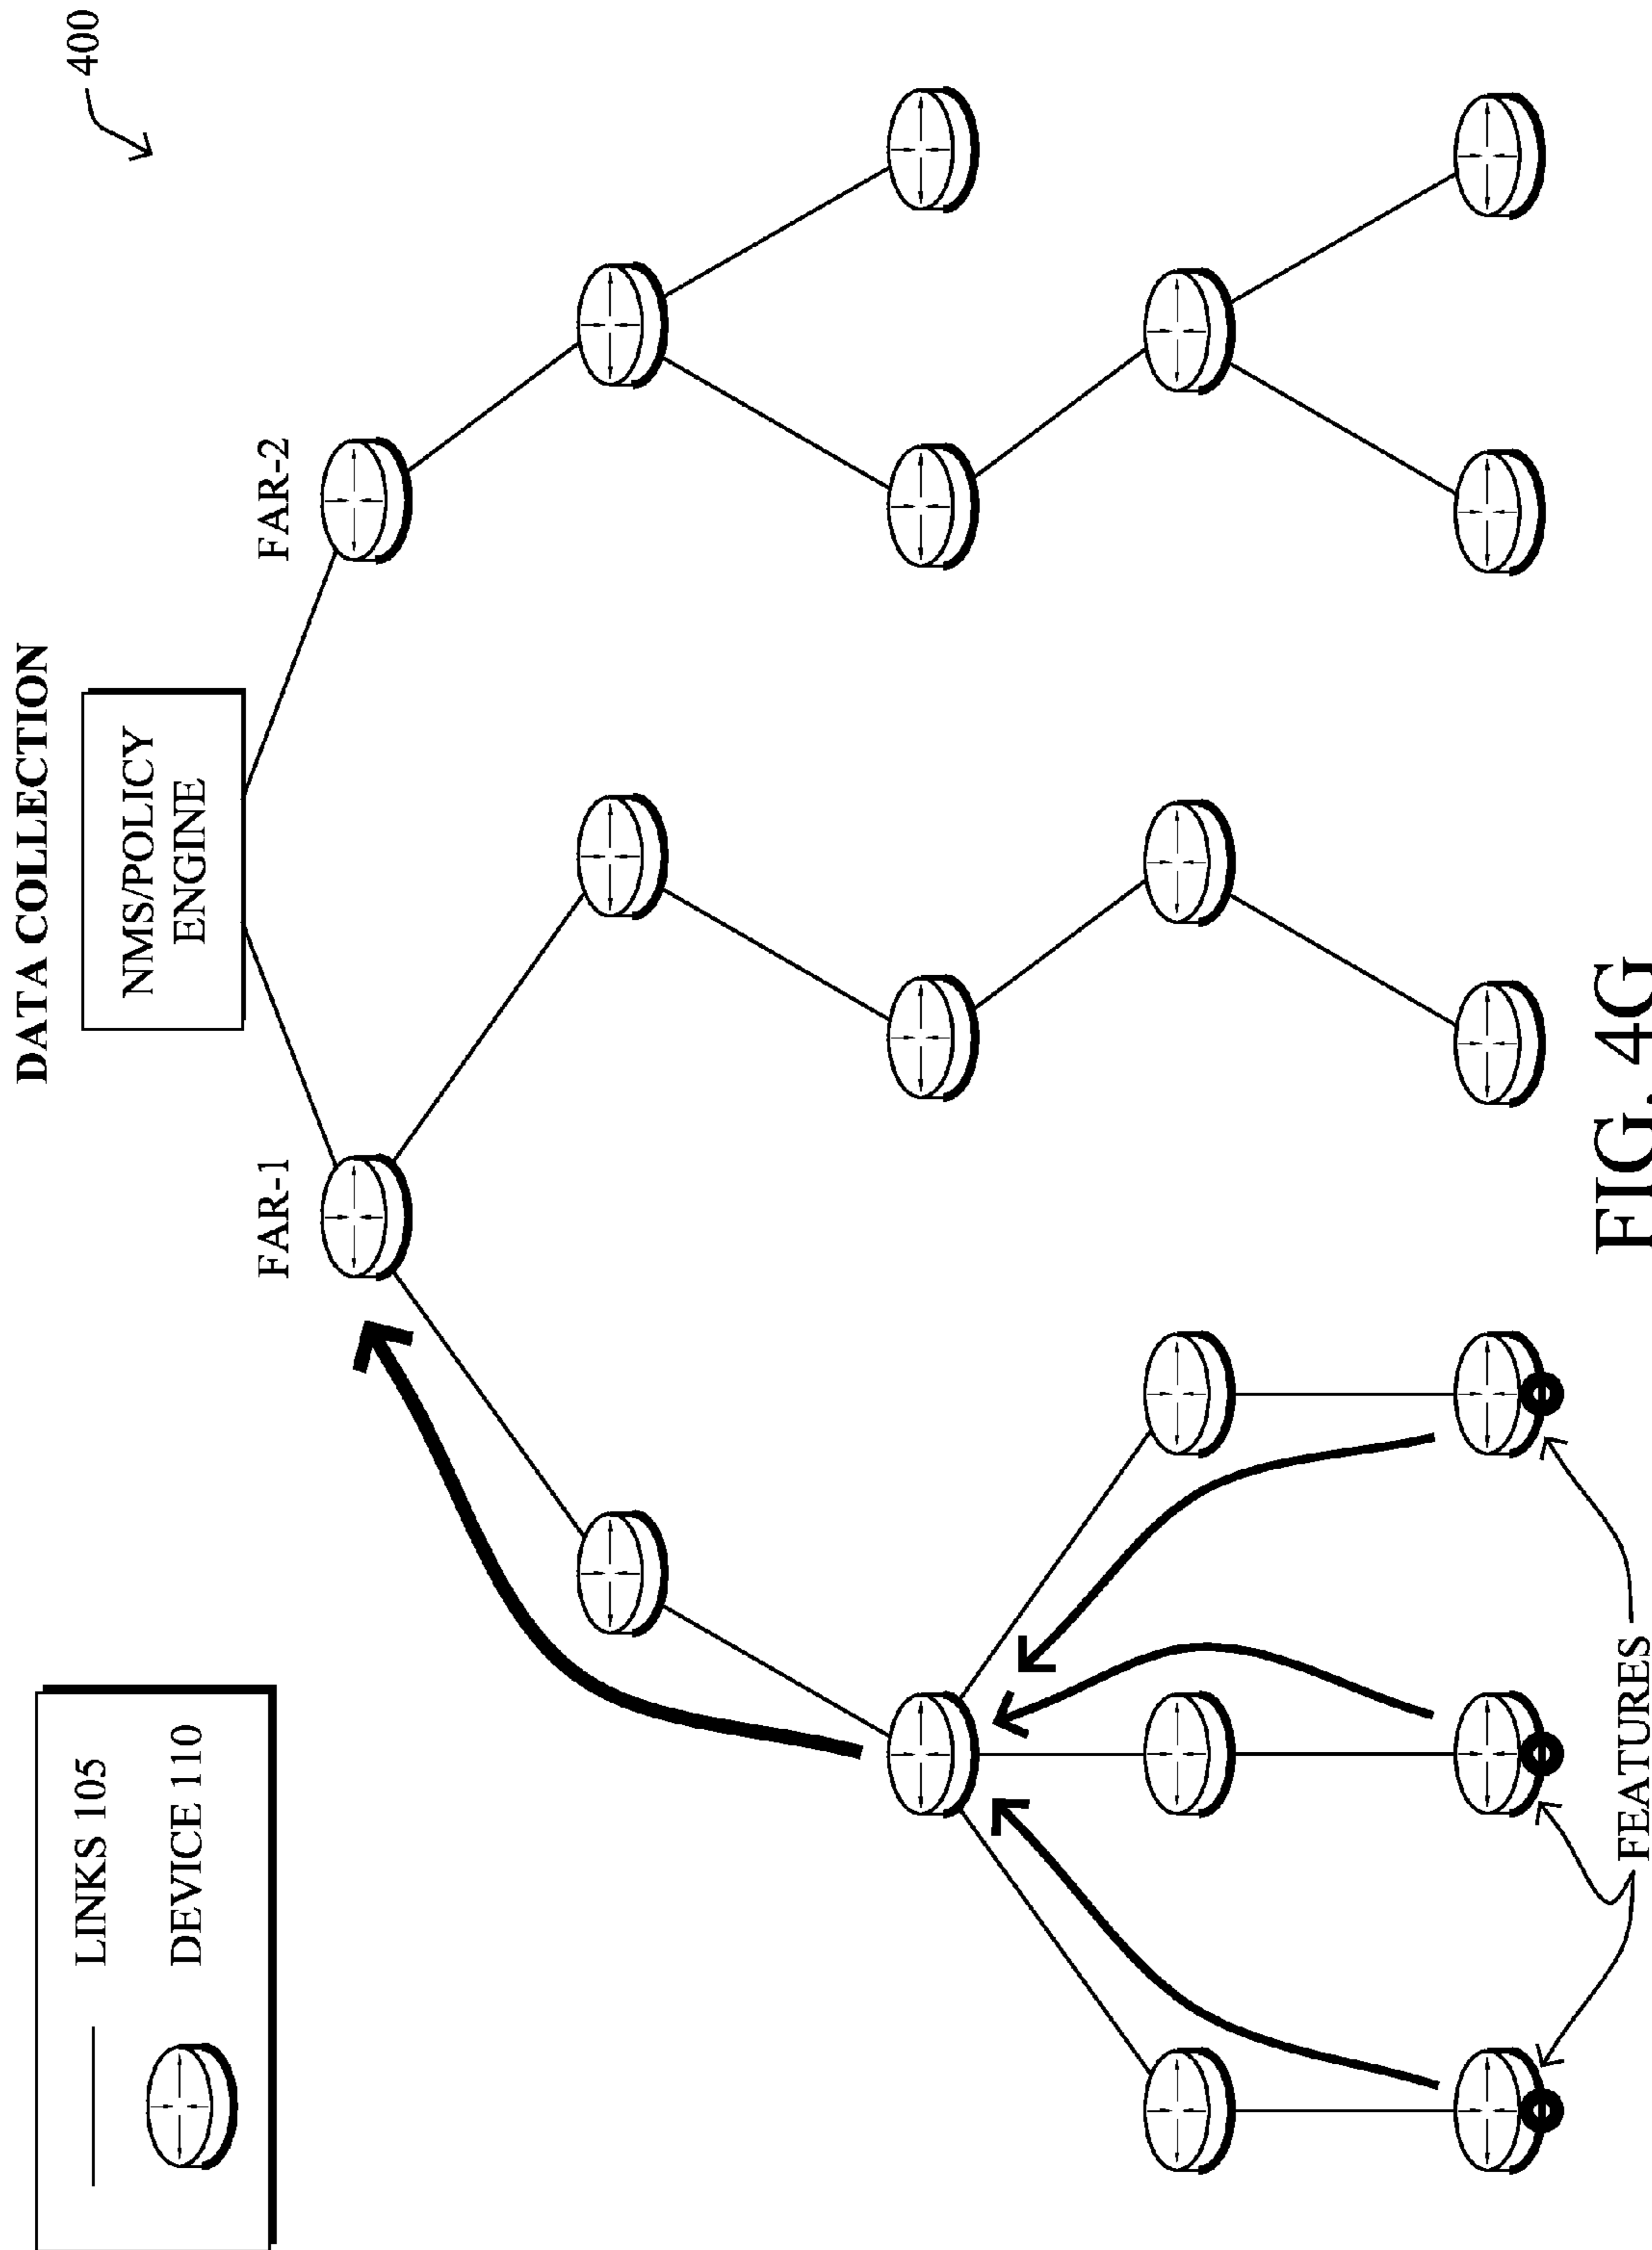 DATA COLLECTION
400
LINKS 105
DEVICE 110
NMS/POLICY
ENGINE
FAR-1
FAR-2
FEATURES
FIG. 4G